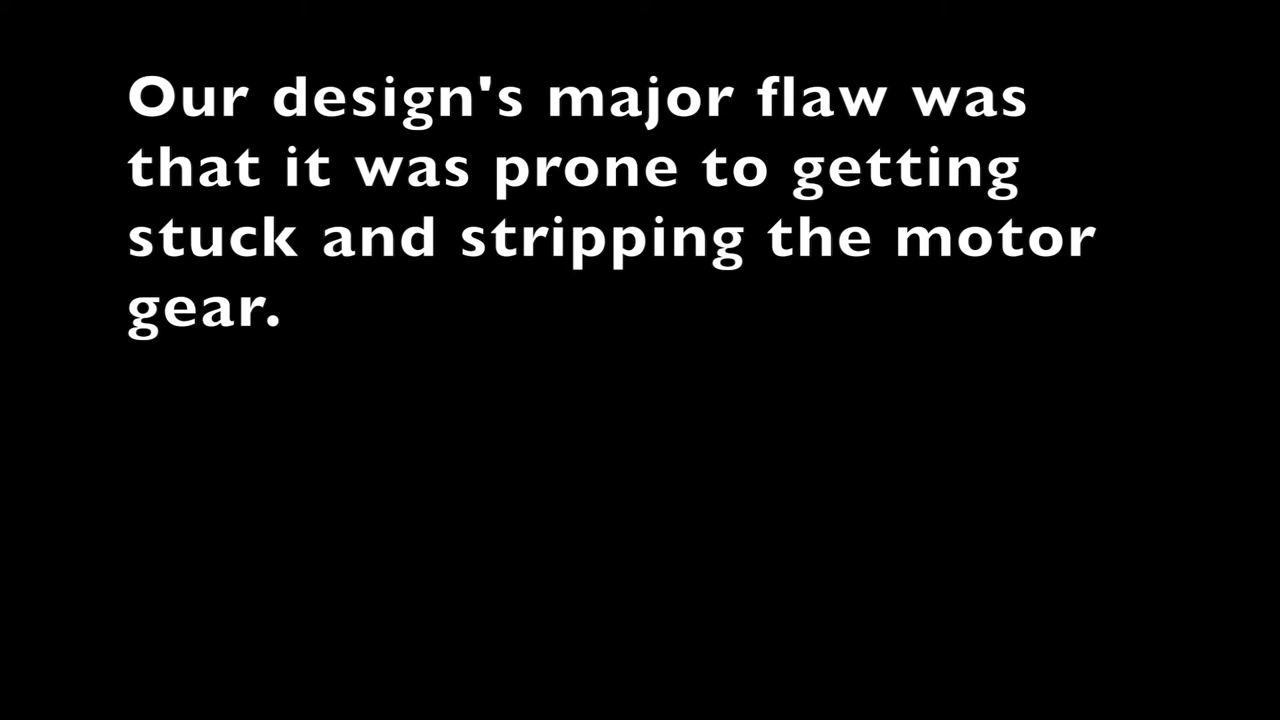 Our design's major flaw was
that it was prone to getting
stuck and stripping the motor
gear.